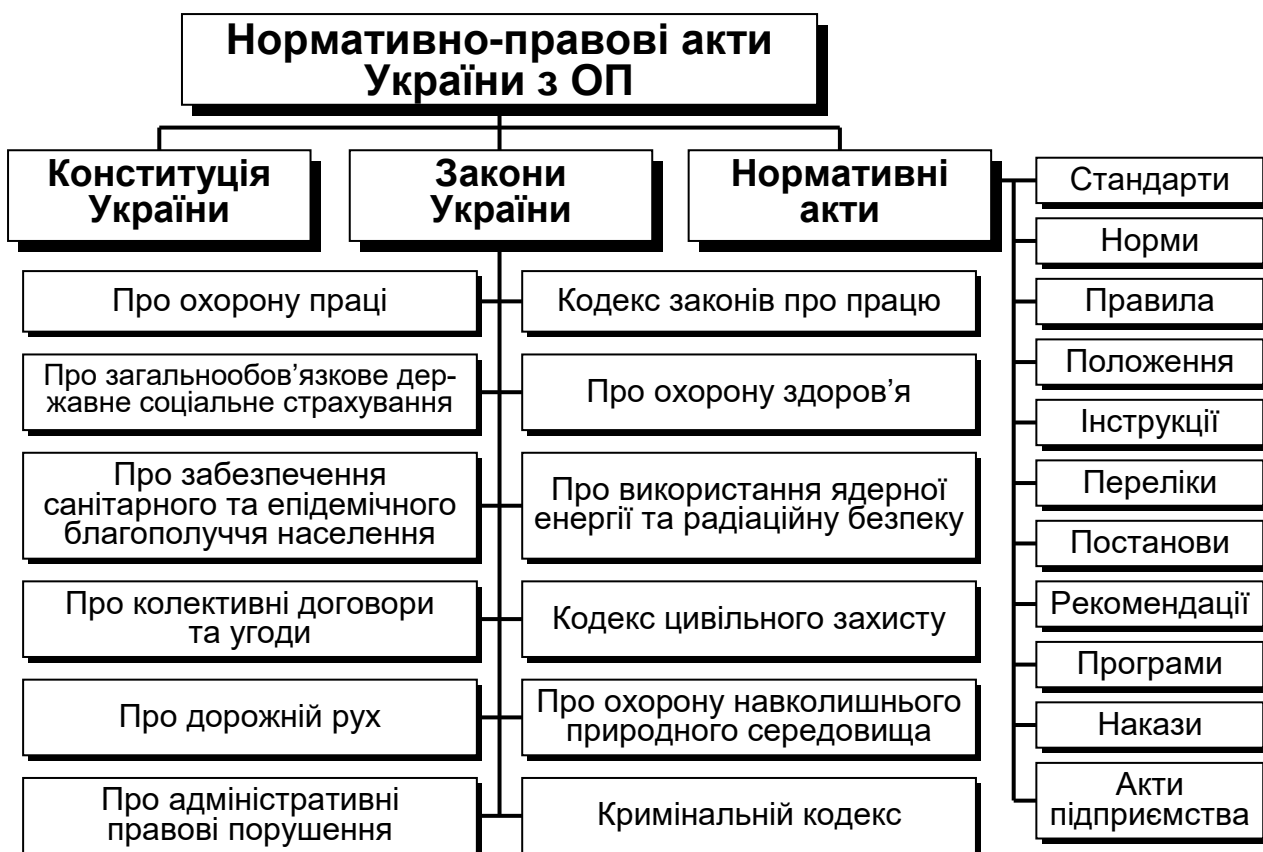 Нормативно-правові акти
України з ОП
Конституція
України
Закони
України
Нормативні
акти
Про охорону праці
Кодекс законів про працю
Про загальнообов’язкове дер-
жавне соціальне страхування
Про охорону здоров’я
Про забезпечення
санітарного та епідемічного
благополуччя населення
Про використання ядерної
енергії та радіаційну безпеку
Про колективні договори
та угоди
Кодекс цивільного захисту
Про дорожній рух
Про охорону навколишнього
природного середовища
Про адміністративні
правові порушення
Кримінальній кодекс
Стандарти
Норми
Правила
Положення
Інструкції
Переліки
Постанови
Рекомендації
Програми
Накази
Акти
підприємства